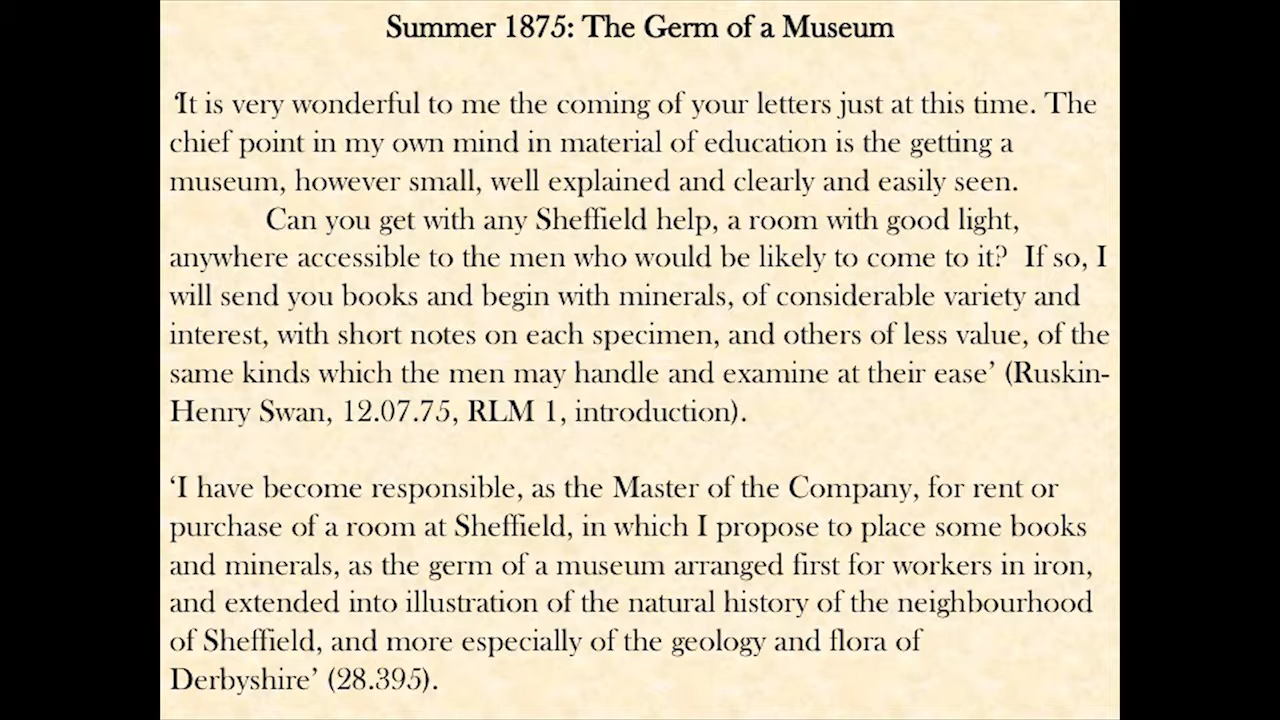 Summer 1875: The Germ of a Museum
‘It is very wonderful to me the coming of your letters just at this time. The
chief point in my own mind in material of education is the getting a
museum, however small, well explained and clearly and easily seen.
Can you get with any Sheffield help, a room with good light,
anywhere accessible to the men who would be likely to come to it? If so, I
will send you books and begin with minerals, of considerable variety and
interest, with short notes on each specimen, and others of less value, of the
same kinds which the men may handle and examine at their ease’ (Ruskin-
Henry Swan, 12.07.75, RLM 1, introduction).
‘I have become responsible, as the Master of the Company, for rent or
purchase of a room at Sheffield, in which I propose to place some books
and minerals, as the germ of a museum arranged first for workers in iron,
and extended into illustration of the natural history of the neighbourhood
of Sheffield, and more especially of the geology and flora of
Derbyshire’ (28.395).